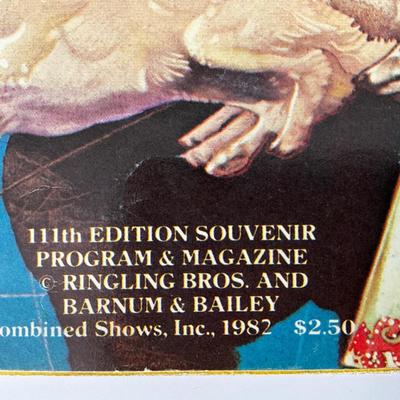 111th EDITION SOUVENIR
PROGRAM & MAGAZINE
© RINGLING BROS. AND
BARNUM & BAILEY
ombined Shows, Inc., 1982 $2.50